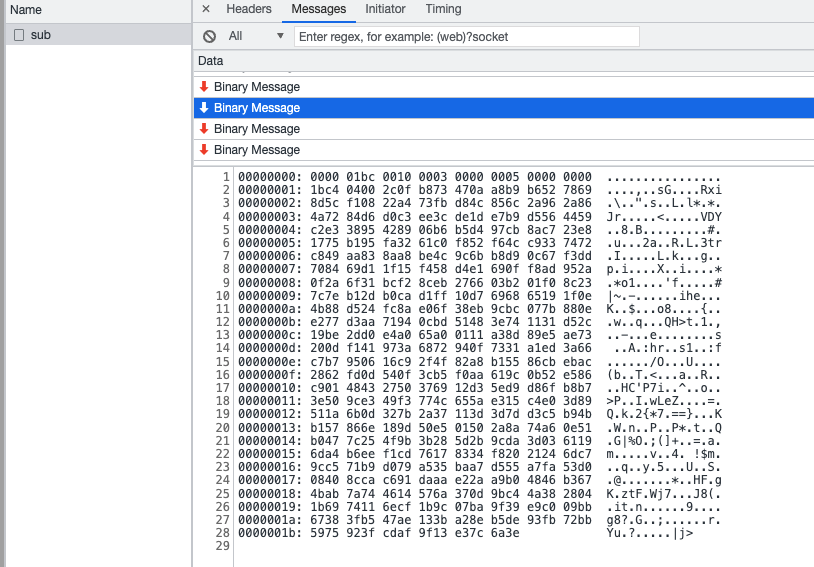 Name
× Headers Messages Initiator Timing
sub
All ▼ Enter regex, for example: (web)?socket
Data
Binary Message
Binary Message
Binary Message
Binary Message
1 00000000: 0000 01bc 0010 0003 0000 0005 0000 0000 ................
2 00000001: 1bc4 0400 2c0f b873 470a a8b9 b652 7869 ....,..sG....Rxi
3 00000002: 8d5c f108 22a4 73fb d84c 856c 2a96 2a86 .\..".s..L.l*.*.
4 00000003: 4a72 84d6 d0c3 ee3c de1d e7b9 d556 4459 Jr.....<.....VDY
5 00000004: c2e3 3895 4289 06b6 b5d4 97cb 8ac7 23e8 ..8.B.........#.
6 00000005: 1775 b195 fa32 61c0 f852 f64c c933 7472 .u...2a..R.L.3tr
7 00000006: c849 aa83 8aa8 be4c 9c6b b8d9 0c67 f3dd .I.....L.k...g..
8 00000007: 7084 69d1 1f15 f458 d4e1 690f f8ad 952a p.i....X..i....*
9 00000008: 0f2a 6f31 bcf2 8ceb 2766 03b2 01f0 8c23 .*o1....'f.....#
10 00000009: 7c7e b12d b0ca d1ff 10d7 6968 6519 1f0e |~.-......ihe...
11 0000000a: 4b88 d524 fc8a e06f 38eb 9cbc 077b 880e K..$...o8....{..
12 0000000b: e277 d3aa 7194 0cbd 5148 3e74 1131 d52c .w..q...QH>t.1.,
13 0000000c: 19be 2dd0 e4a0 65a0 0111 a38d 89e5 ae73 ..-...e........s
14 0000000d: 200d f141 973a 6872 940f 7331 a1ed 3a66 ..A.:hr..s1..:f
15 0000000e: c7b7 9506 16c9 2f4f 82a8 b155 86cb ebac ....../O...U....
16 0000000f: 2862 fd0d 540f 3cb5 f0aa 619c 0b52 e586 (b..T.<...a..R..
17 00000010: c901 4843 2750 3769 12d3 5ed9 d86f b8b7 ..HC'P7i..^..o..
18 00000011: 3e50 9ce3 49f3 774c 655a e315 c4e0 3d89 >P..I.wLeZ....=.
19 00000012: 511a 6b0d 327b 2a37 113d 3d7d d3c5 b94b Q.k.2{*7.==}...K
20 00000013: b157 866e 189d 50e5 0150 2a8a 74a6 0e51 .W.n..P..P*.t..Q
21 00000014: b047 7c25 4f9b 3b28 5d2b 9cda 3d03 6119 .G|%O.;(]+..=.a.
22 00000015: 6da4 b6ee f1cd 7617 8334 f820 2124 6dc7 m.....v..4. !$m.
23 00000016: 9cc5 71b9 d079 a535 baa7 d555 a7fa 53d0 ..q..y.5...U..S.
24 00000017: 0840 8cca c691 daaa e22a a9b0 4846 b367 .@.......*..HF.g
25 00000018: 4bab 7a74 4614 576a 370d 9bc4 4a38 2804 K.ztF.Wj7...J8(.
26 00000019: 1b69 7411 6ecf 1b9c 07ba 9f39 e9c0 09bb .it.n......9....
27 0000001a: 6738 3fb5 47ae 133b a28e b5de 93fb 72bb g8?.G..;......r.
28 0000001b: 5975 923f cdaf 9f13 e37c 6a3e Yu.?.....|j>
29